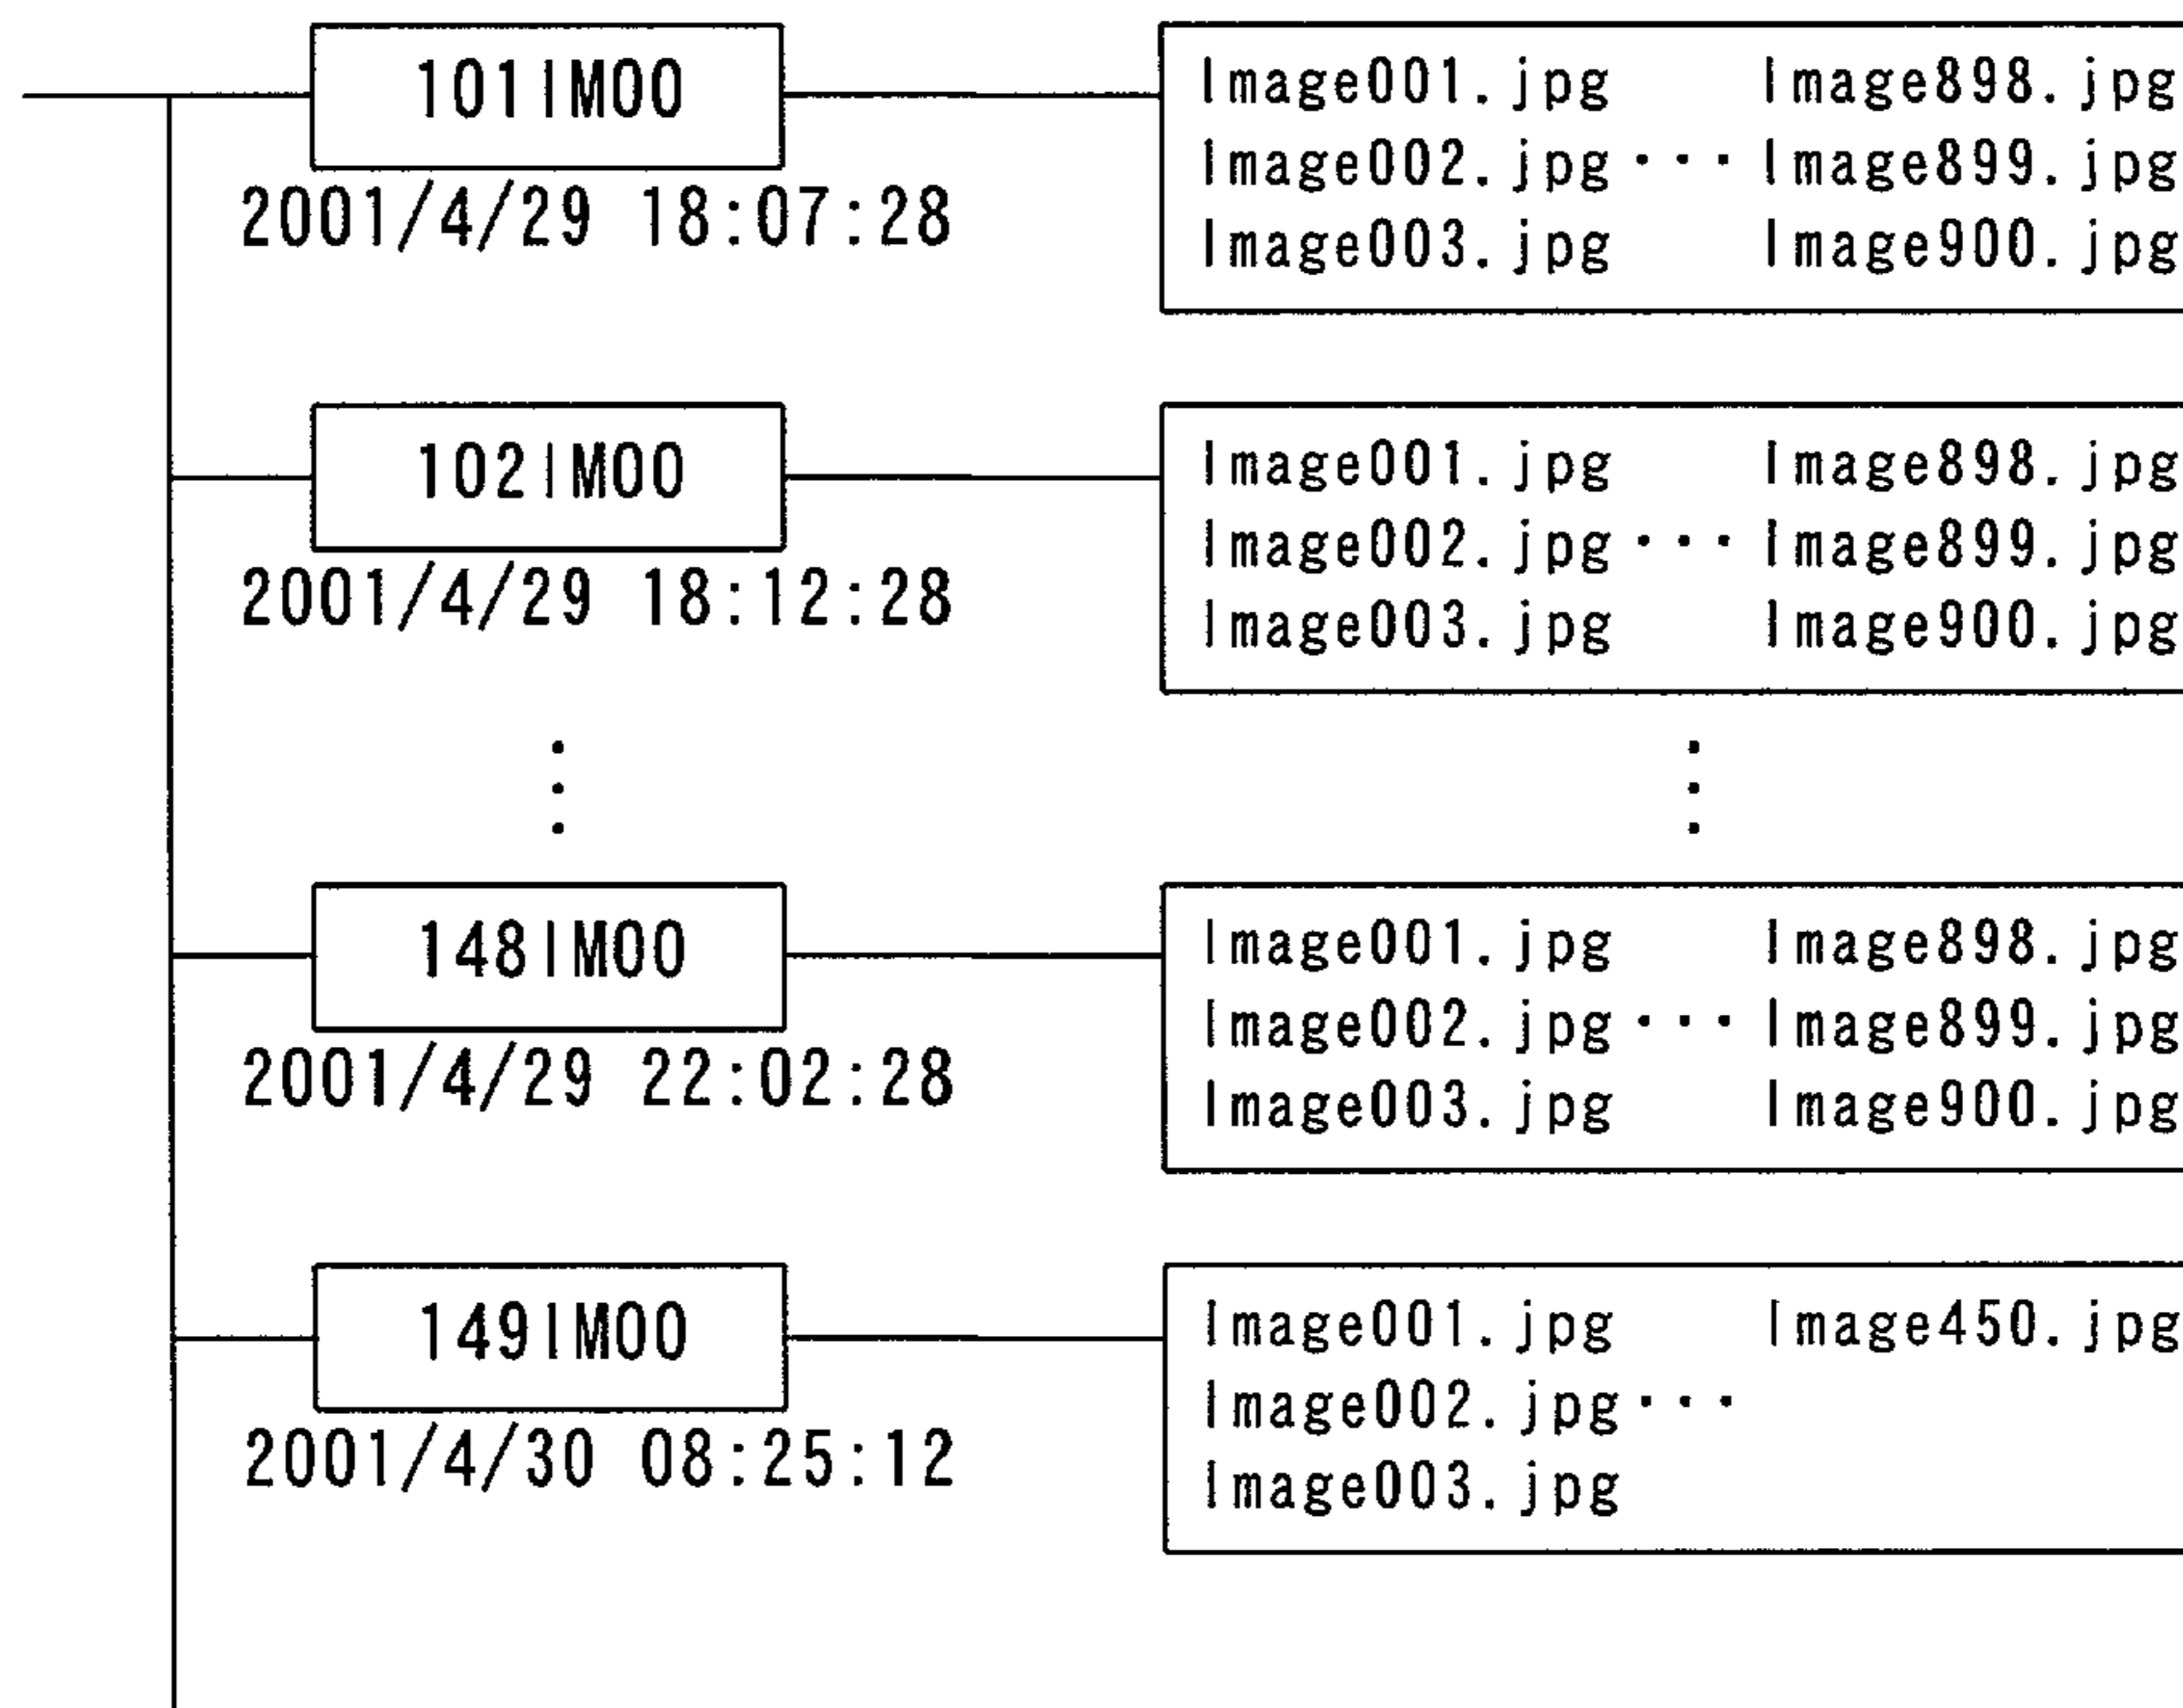 101IM00
2001/4/29 18:07:28
Image001.jpg Image898.jpg
Image002.jpg ··· Image899.jpg
Image003.jpg Image900.jpg
102IM00
2001/4/29 18:12:28
Image001.jpg Image898.jpg
Image002.jpg ··· Image899.jpg
Image003.jpg Image900.jpg
148IM00
2001/4/29 22:02:28
Image001.jpg Image898.jpg
Image002.jpg ··· Image899.jpg
Image003.jpg Image900.jpg
149IM00
2001/4/30 08:25:12
Image001.jpg Image450.jpg
Image002.jpg ···
Image003.jpg